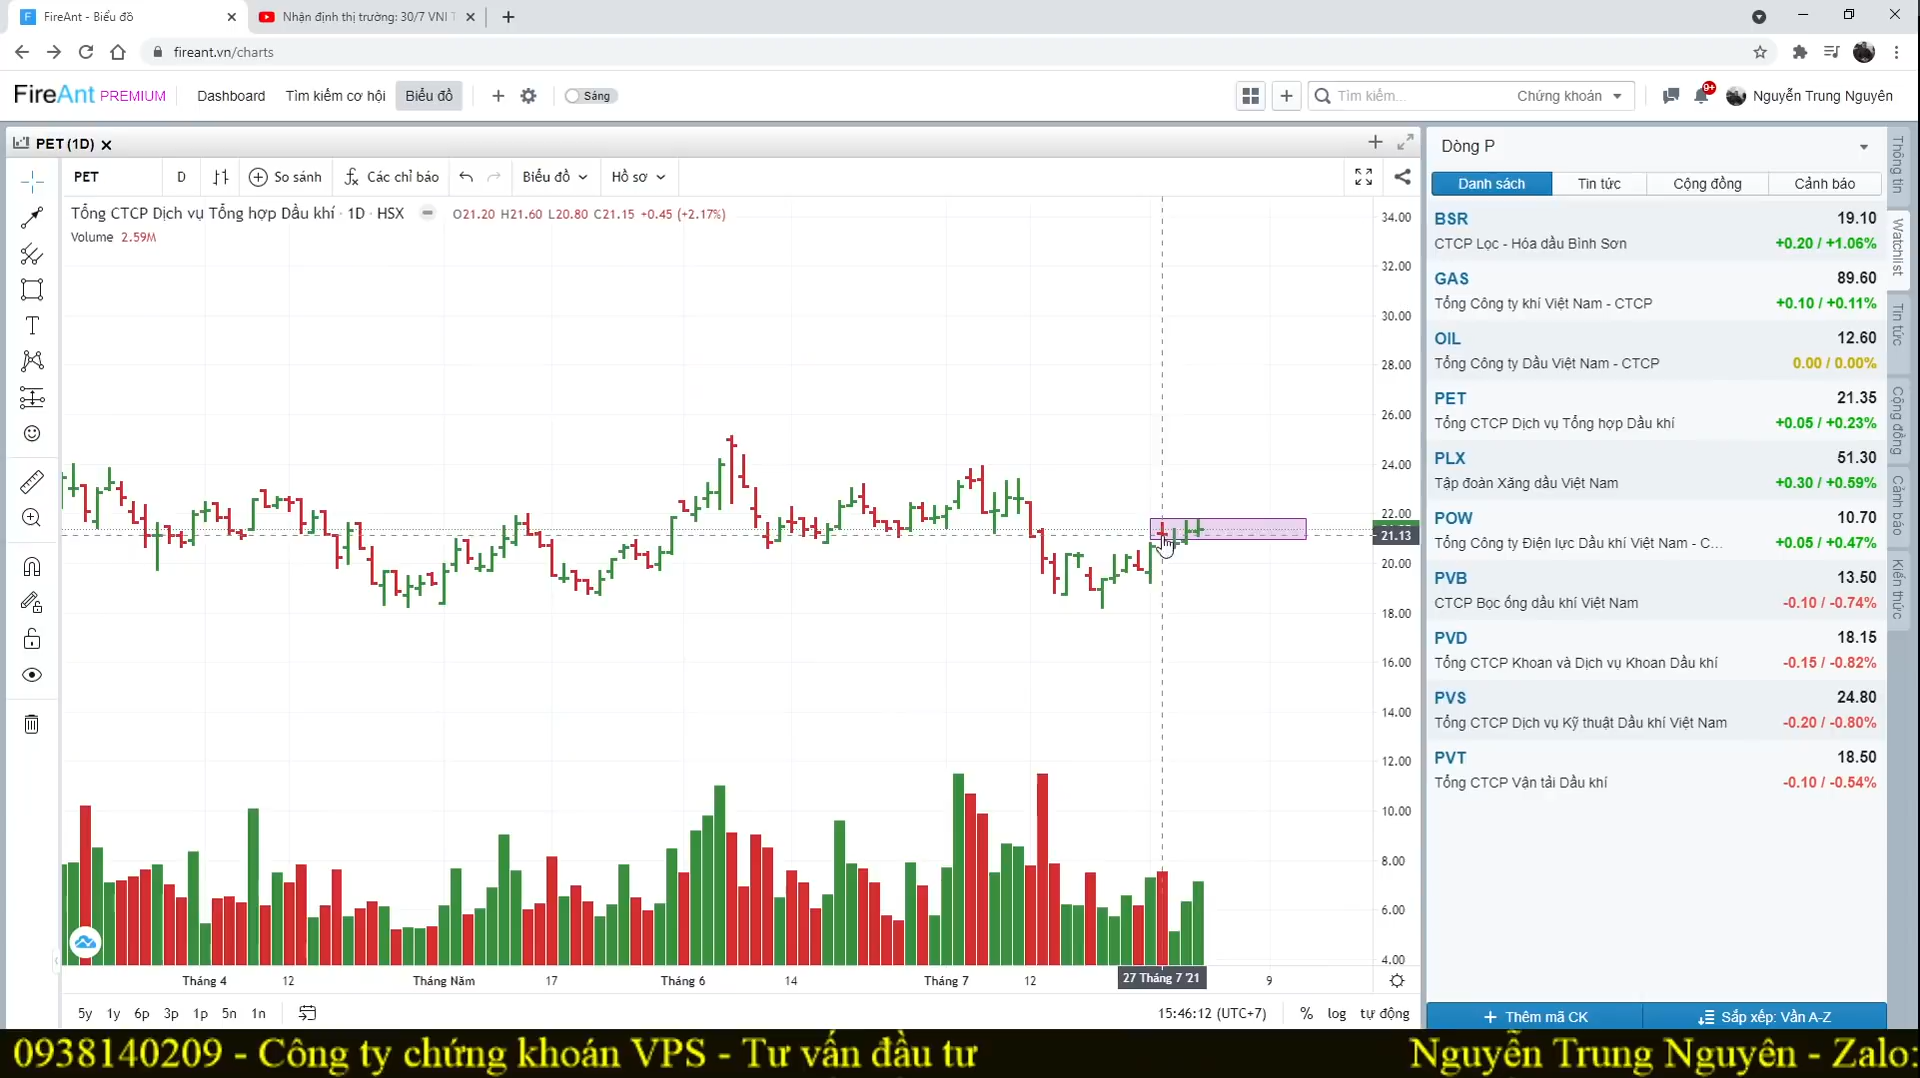 FireAnt - Biểu đồ
Nhận định thị trường: 30/7 VNI T
fireant.vn/charts
FireAnt PREMIUM
Dashboard
Tìm kiếm cơ hội
Biểu đồ
Sáng
Tìm kiếm...
Chứng khoán
9+
Nguyễn Trung Nguyên
PET (1D)
PET
D
So sánh
Các chỉ báo
Biểu đồ
Hồ sơ
Tổng CTCP Dịch vụ Tổng hợp Dầu khí · 1D · HSX
O21.20 H21.60 L20.80 C21.15 +0.45 (+2.17%)
Volume 2.59M
34.00
32.00
30.00
28.00
26.00
24.00
22.00
21.13
20.00
18.00
16.00
14.00
12.00
10.00
8.00
6.00
4.00
Tháng 4
12
Tháng Năm
17
Tháng 6
14
Tháng 7
12
27 Tháng 7 '21
9
5y
1y
6p
3p
1p
5n
1n
15:46:12 (UTC+7)
%
log
tự động
Dòng P
Danh sách
Tin tức
Cộng đồng
Cảnh báo
BSR 19.10
CTCP Lọc - Hóa dầu Bình Sơn +0.20 / +1.06%
GAS 89.60
Tổng Công ty khí Việt Nam - CTCP +0.10 / +0.11%
OIL 12.60
Tổng Công ty Dầu Việt Nam - CTCP 0.00 / 0.00%
PET 21.35
Tổng CTCP Dịch vụ Tổng hợp Dầu khí +0.05 / +0.23%
PLX 51.30
Tập đoàn Xăng dầu Việt Nam +0.30 / +0.59%
POW 10.70
Tổng Công ty Điện lực Dầu khí Việt Nam - C... +0.05 / +0.47%
PVB 13.50
CTCP Bọc ống dầu khí Việt Nam -0.10 / -0.74%
PVD 18.15
Tổng CTCP Khoan và Dịch vụ Khoan Dầu khí -0.15 / -0.82%
PVS 24.80
Tổng CTCP Dịch vụ Kỹ thuật Dầu khí Việt Nam -0.20 / -0.80%
PVT 18.50
Tổng CTCP Vận tải Dầu khí -0.10 / -0.54%
Thêm mã CK
Sắp xếp: Vần A-Z
Thông tin
Watchlist
Tin tức
Cộng đồng
Cảnh báo
Kiến thức
0938140209 - Công ty chứng khoán VPS - Tư vấn đầu tư
Nguyễn Trung Nguyên - Zalo: